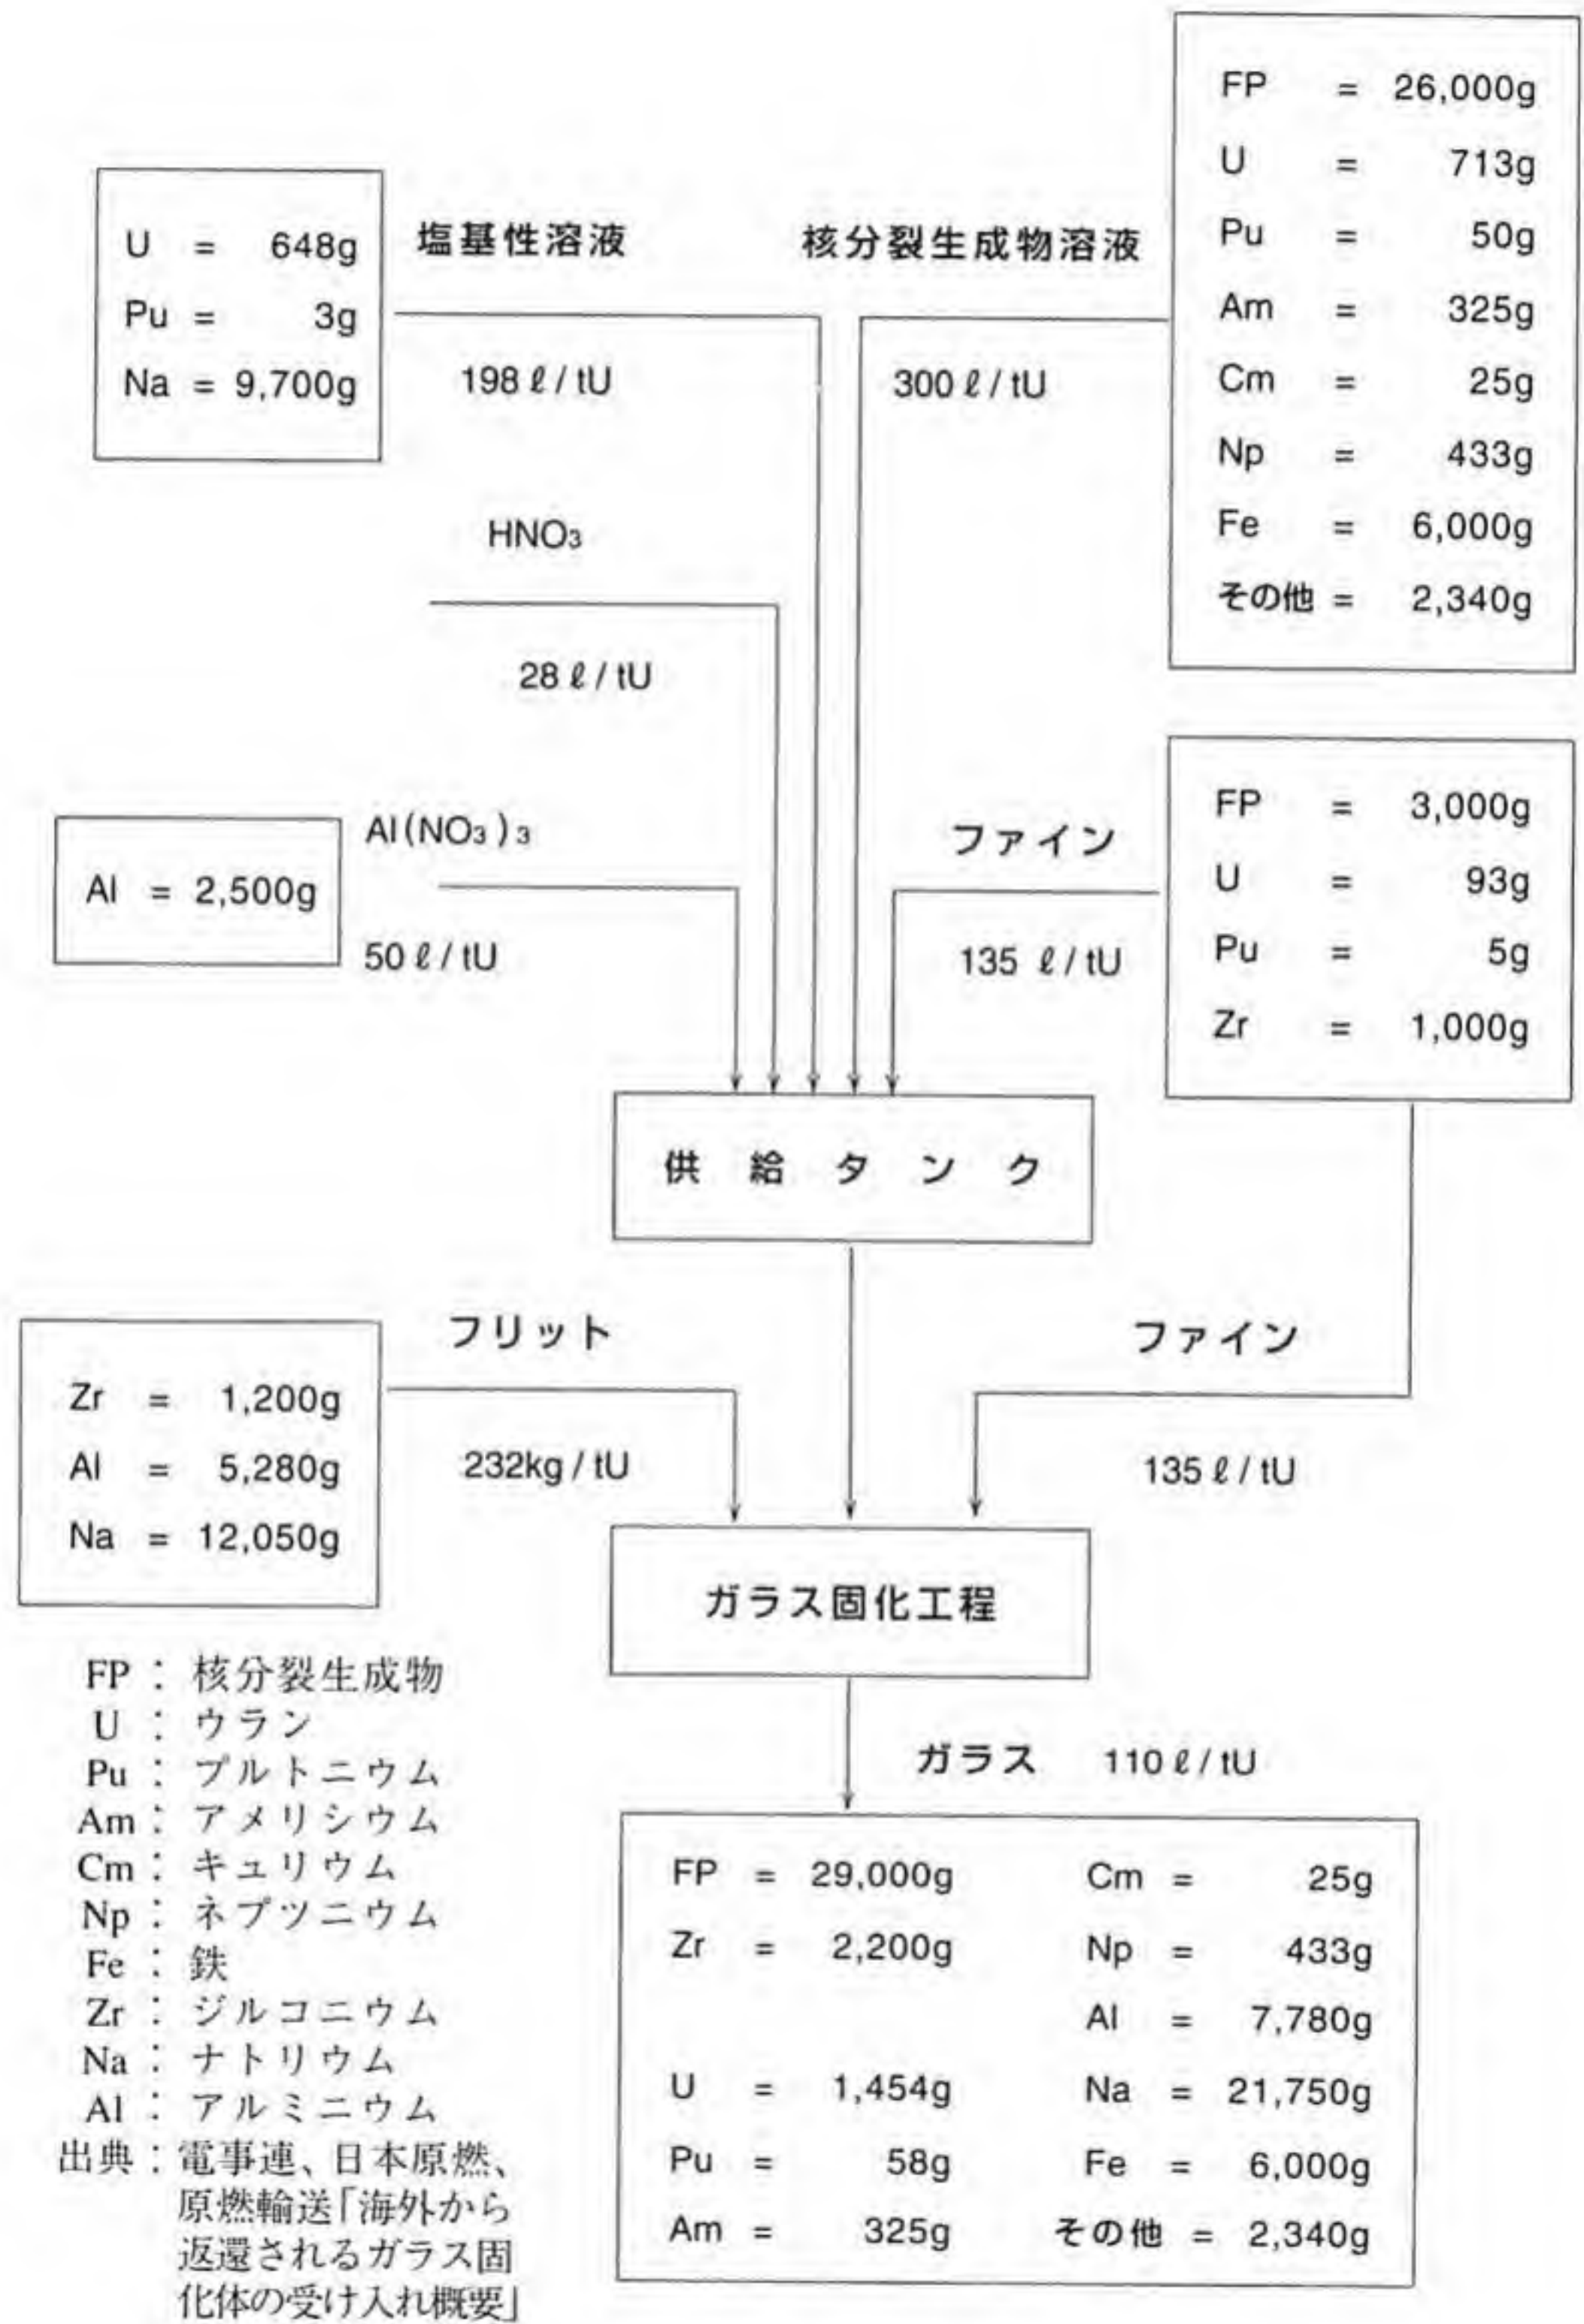 FP = 26,000g
U = 713g
Pu = 50g
Am = 325g
Cm = 25g
Np = 433g
Fe = 6,000g
その他 = 2,340g
U = 648g
Pu = 3g
Na = 9,700g
塩基性溶液
198ℓ/tU
核分裂生成物溶液
300ℓ/tU
HNO₃
28ℓ/tU
Al = 2,500g
Al(NO₃)₃
50ℓ/tU
ファイン
135 ℓ/tU
FP = 3,000g
U = 93g
Pu = 5g
Zr = 1,000g
供給タンク
Zr = 1,200g
Al = 5,280g
Na = 12,050g
フリット
232kg/tU
ファイン
135ℓ/tU
ガラス固化工程
ガラス 110ℓ/tU
FP = 29,000g Cm = 25g
Zr = 2,200g Np = 433g
Al = 7,780g
U = 1,454g Na = 21,750g
Pu = 58g Fe = 6,000g
Am = 325g その他 = 2,340g
FP:核分裂生成物
U:ウラン
Pu:プルトニウム
Am:アメリシウム
Cm:キュリウム
Np:ネプツニウム
Fe:鉄
Zr:ジルコニウム
Na:ナトリウム
Al:アルミニウム
出典:電事連、日本原燃、
原燃輸送「海外から
返還されるガラス固
化体の受け入れ概要」